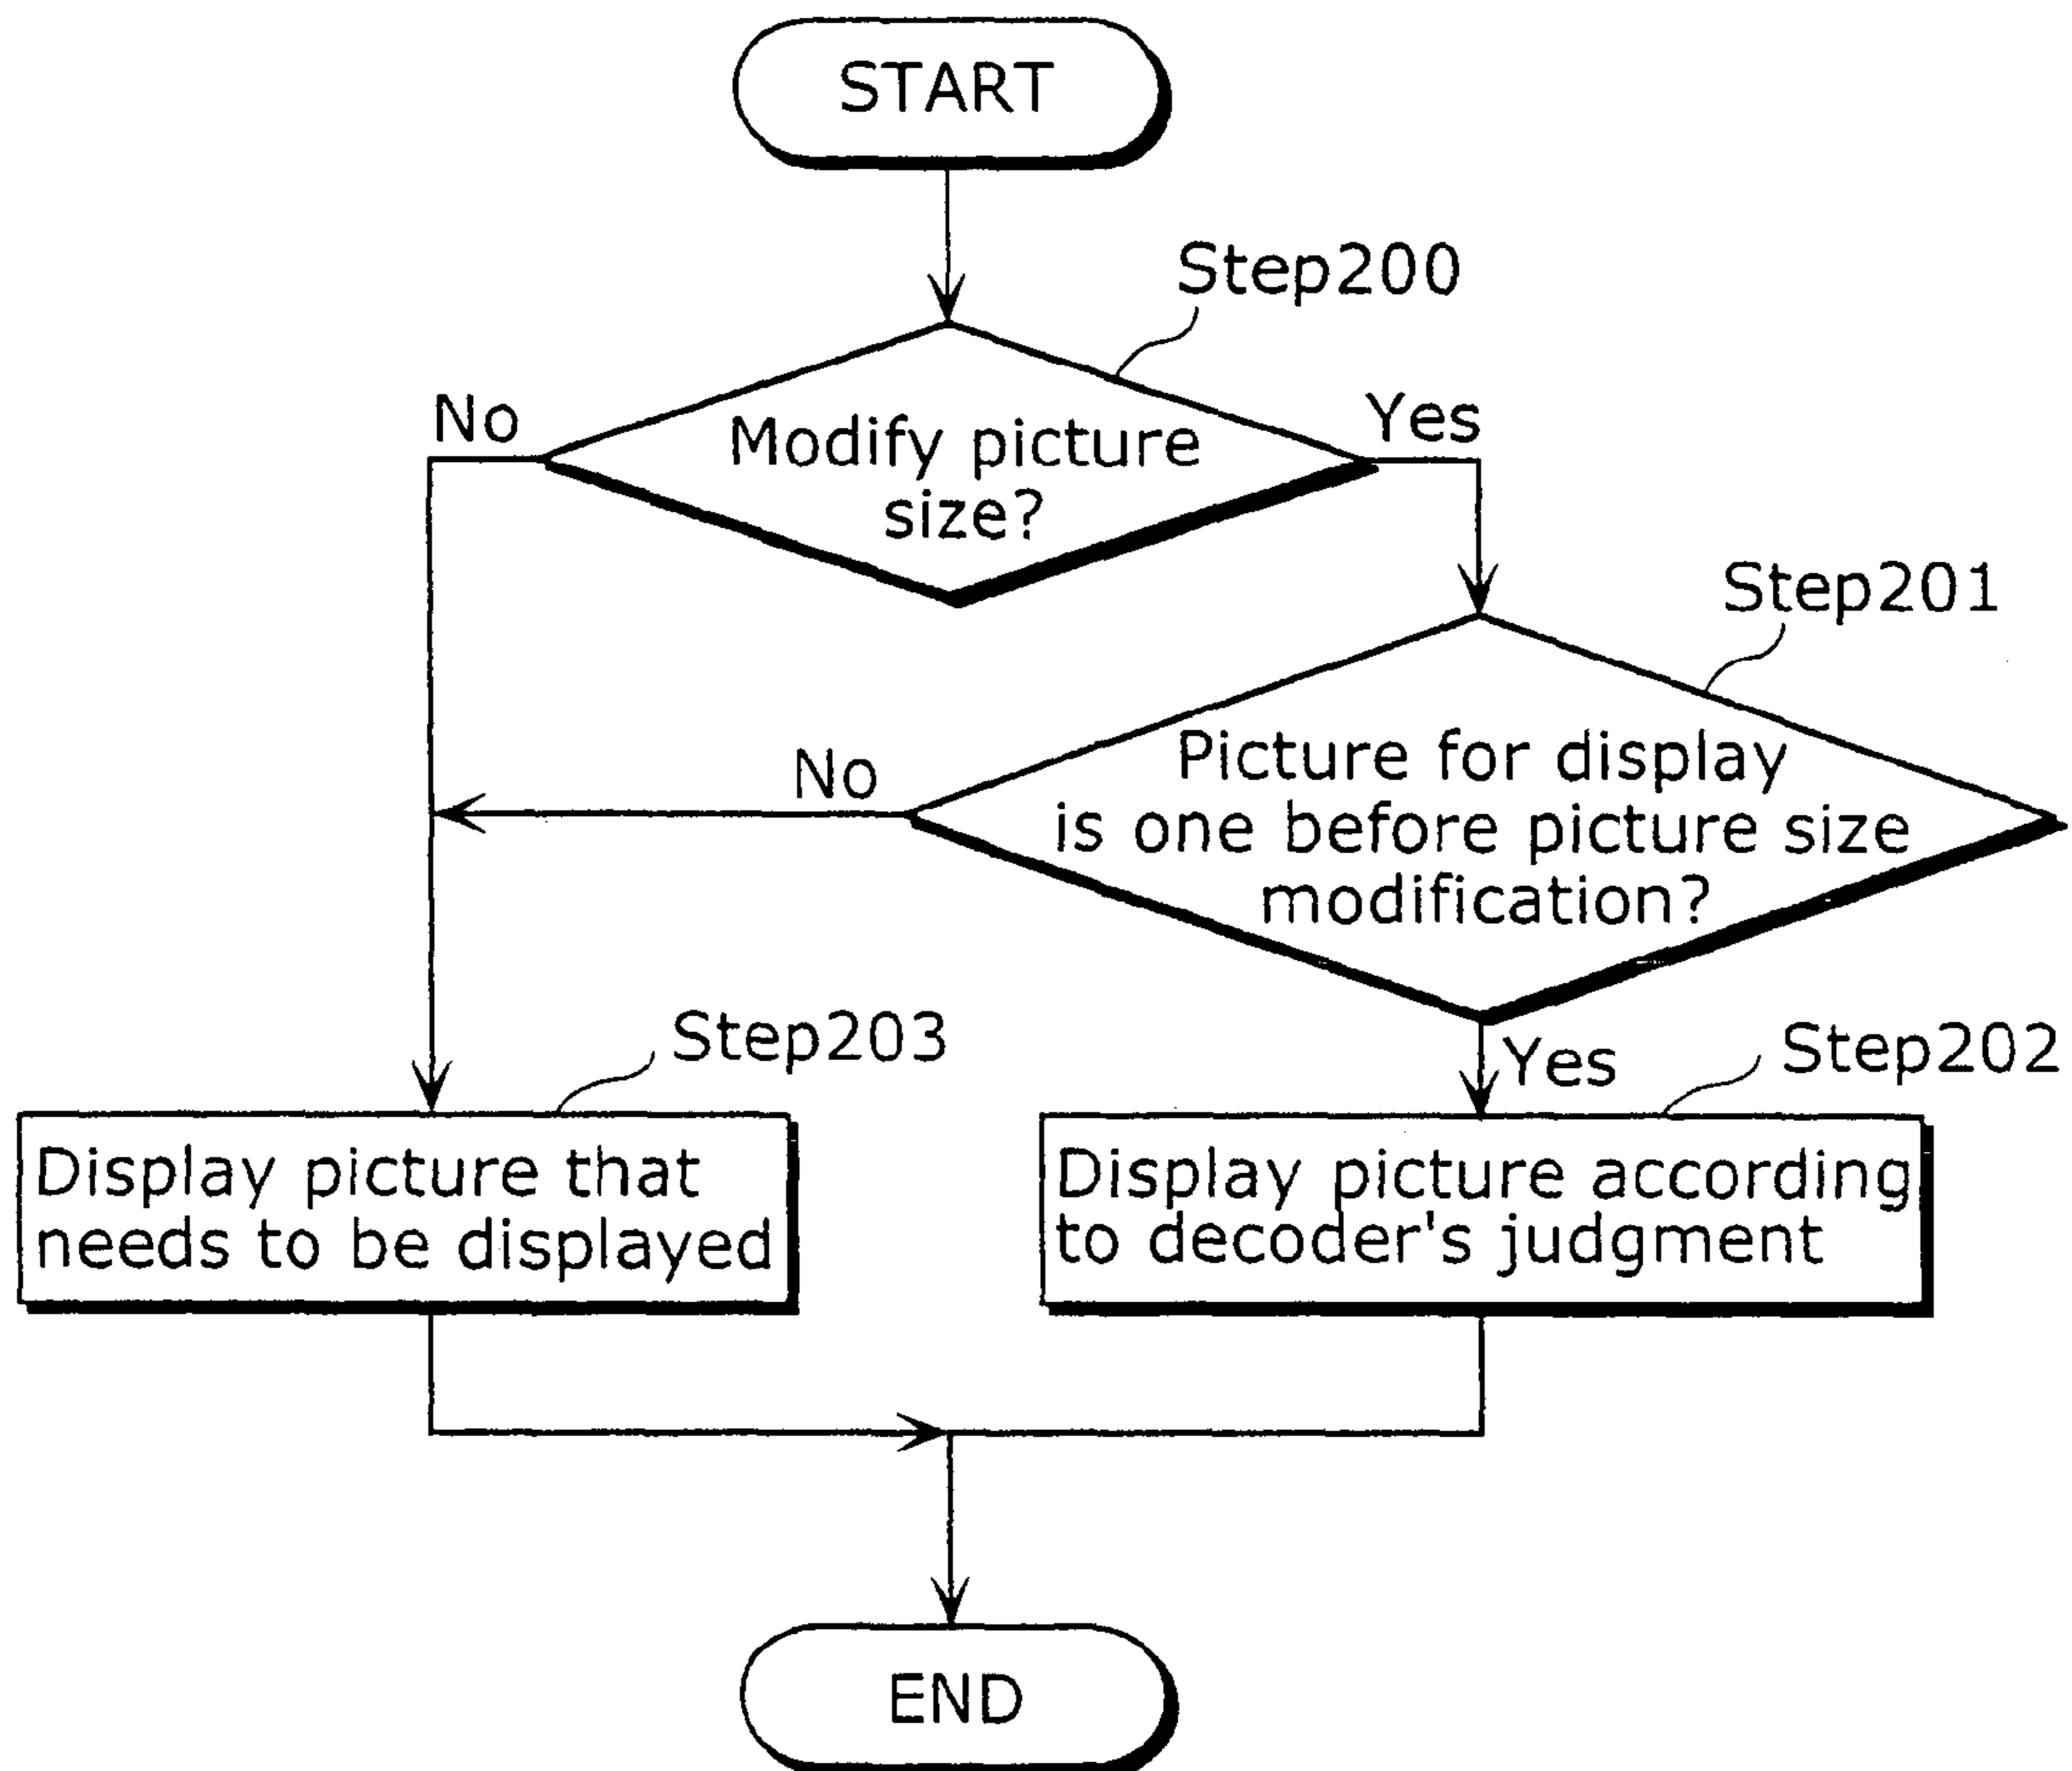 START
Step200
No
Yes
Modify picture
size?
Step201
No
Picture for display
is one before picture size
modification?
Step203
Yes
Step202
Display picture that
needs to be displayed
Display picture according
to decoder's judgment
END